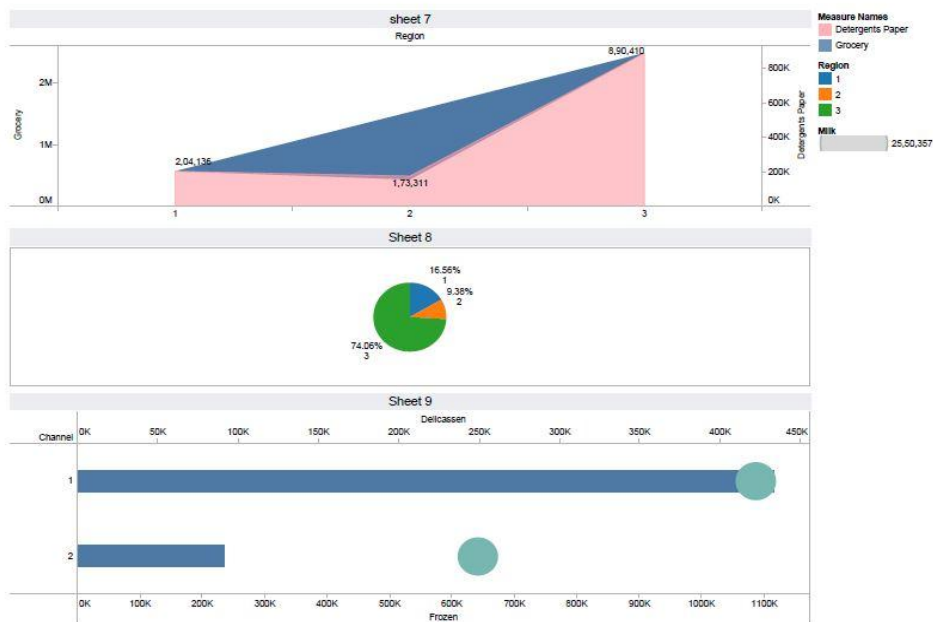 sheet 7
Region
Grocery
2M
1M
0M
2,04,136
1,73,311
8,90,410
800K
600K
400K
200K
0K
Detergents Paper
1
2
3
Measure Names
Detergents Paper
Grocery
Region
1
2
3
Milk
25,50,357
Sheet 8
16.56%
1
9.38%
2
74.06%
3
Sheet 9
Delicassen
Channel
0K 50K 100K 150K 200K 250K 300K 350K 400K 450K
1
2
0K 100K 200K 300K 400K 500K 600K 700K 800K 900K 1000K 1100K
Frozen